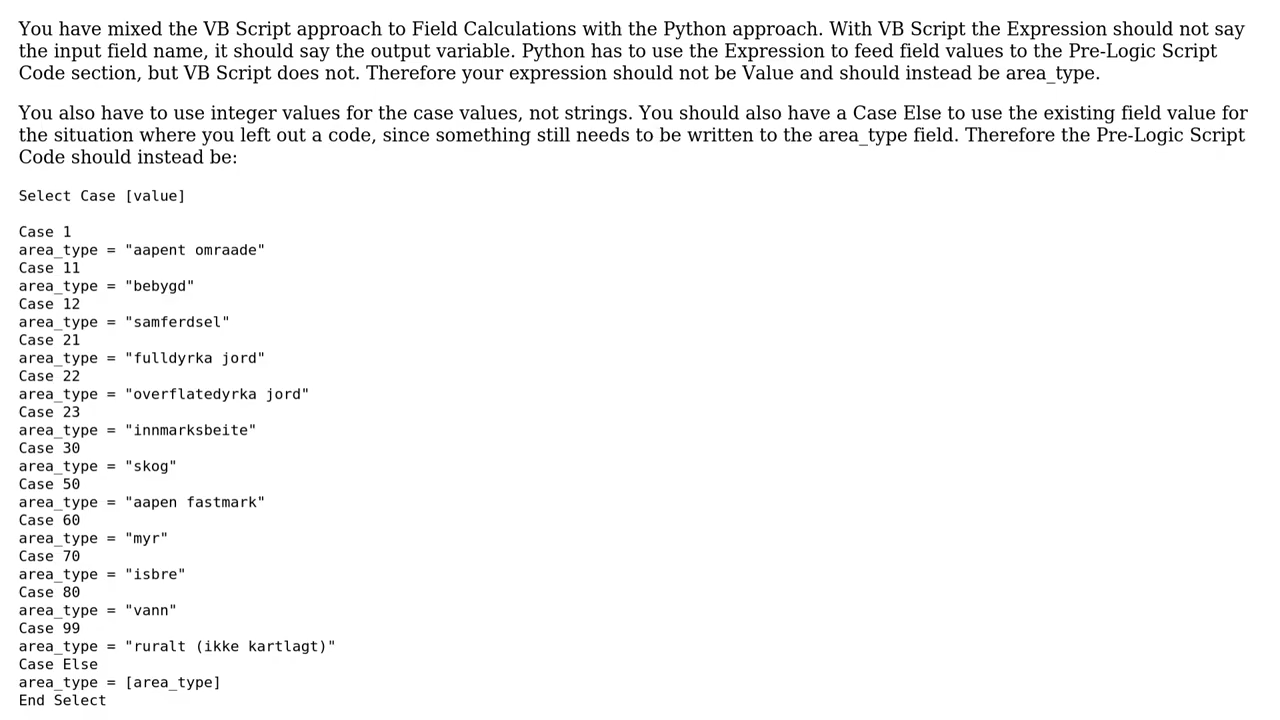 You have mixed the VB Script approach to Field Calculations with the Python approach. With VB Script the Expression should not say
the input field name, it should say the output variable. Python has to use the Expression to feed field values to the Pre-Logic Script
Code section, but VB Script does not. Therefore your expression should not be Value and should instead be area_type.
You also have to use integer values for the case values, not strings. You should also have a Case Else to use the existing field value for
the situation where you left out a code, since something still needs to be written to the area_type field. Therefore the Pre-Logic Script
Code should instead be:
Select Case [value]
Case 1
area_type = "aapent omraade"
Case 11
area_type = "bebygd"
Case 12
area_type = "samferdsel"
Case 21
area_type = "fulldyrka jord"
Case 22
area_type = "overflatedyrka jord"
Case 23
area_type = "innmarksbeite"
Case 30
area_type = "skog"
Case 50
area_type = "aapen fastmark"
Case 60
area_type = "myr"
Case 70
area_type = "isbre"
Case 80
area_type = "vann"
Case 99
area_type = "ruralt (ikke kartlagt)"
Case Else
area_type = [area_type]
End Select